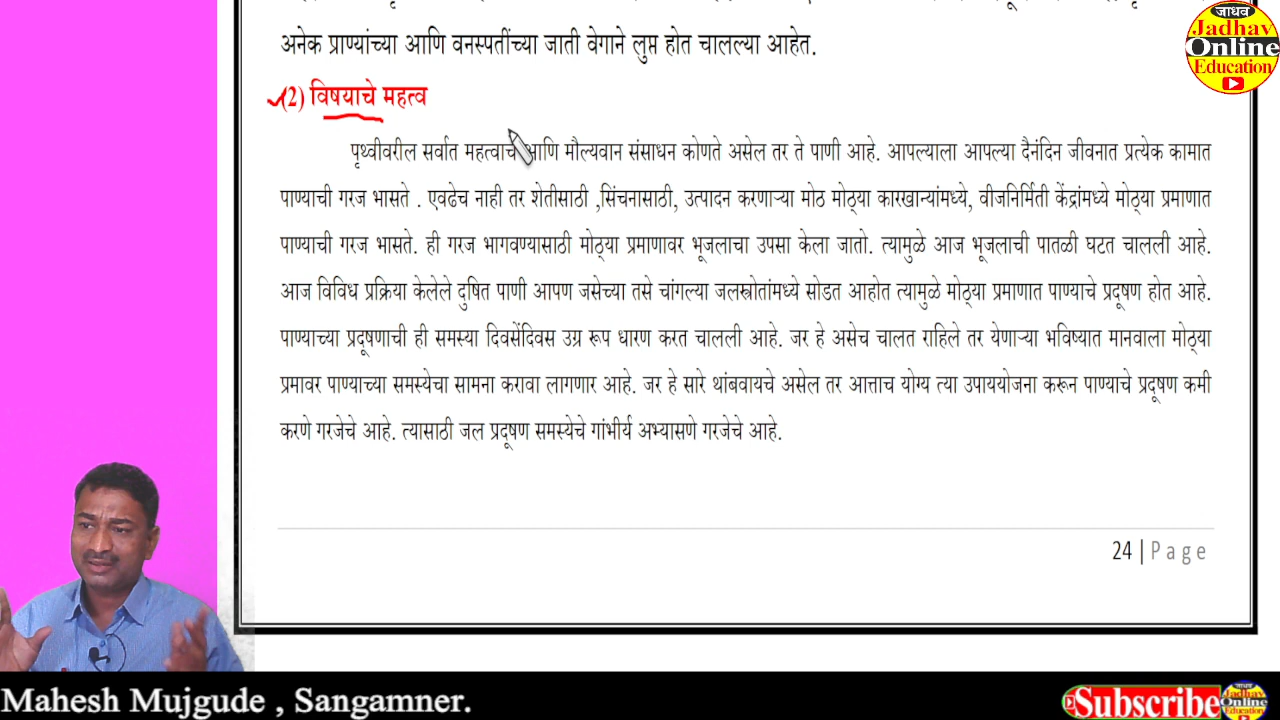 अनेक प्राण्यांच्या आणि वनस्पतींच्या जाती वेगाने लुप्त होत चालल्या आहेत.
जाधव
Jadhav
Online
Education
(2) विषयाचे महत्व
पृथ्वीवरील सर्वात महत्वाचे आणि मौल्यवान संसाधन कोणते असेल तर ते पाणी आहे. आपल्याला आपल्या दैनंदिन जीवनात प्रत्येक कामात
पाण्याची गरज भासते . एवढेच नाही तर शेतीसाठी ,सिंचनासाठी, उत्पादन करणाऱ्या मोठ मोठ्या कारखान्यांमध्ये, वीजनिर्मिती केंद्रांमध्ये मोठ्या प्रमाणात
पाण्याची गरज भासते. ही गरज भागवण्यासाठी मोठ्या प्रमाणावर भूजलाचा उपसा केला जातो. त्यामुळे आज भूजलाची पातळी घटत चालली आहे.
आज विविध प्रक्रिया केलेले दुषित पाणी आपण जसेच्या तसे चांगल्या जलस्त्रोतांमध्ये सोडत आहोत त्यामुळे मोठ्या प्रमाणात पाण्याचे प्रदूषण होत आहे.
पाण्याच्या प्रदूषणाची ही समस्या दिवसेंदिवस उग्र रूप धारण करत चालली आहे. जर हे असेच चालत राहिले तर येणाऱ्या भविष्यात मानवाला मोठ्या
प्रमावर पाण्याच्या समस्येचा सामना करावा लागणार आहे. जर हे सारे थांबवायचे असेल तर आत्ताच योग्य त्या उपाययोजना करून पाण्याचे प्रदूषण कमी
करणे गरजेचे आहे. त्यासाठी जल प्रदूषण समस्येचे गांभीर्य अभ्यासणे गरजेचे आहे.
24 | Page
Mahesh Mujgude , Sangamner.
Subscribe
जाधव
Jadhav
Online
Education